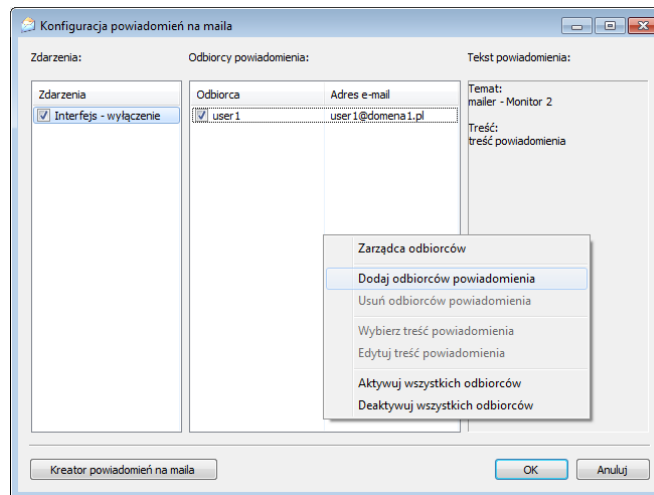 Konfiguracja powiadomień na maila
Zdarzenia:
Odbiorcy powiadomienia:
Tekst powiadomienia:
Zdarzenia
Interfejs - wyłączenie
Odbiorca
Adres e-mail
user1
user1@domena1.pl
Temat:
mailer - Monitor 2
Treść:
treść powiadomienia
Zarządca odbiorców
Dodaj odbiorców powiadomienia
Usuń odbiorców powiadomienia
Wybierz treść powiadomienia
Edytuj treść powiadomienia
Aktywuj wszystkich odbiorców
Deaktywuj wszystkich odbiorców
Kreator powiadomień na maila
OK
Anuluj